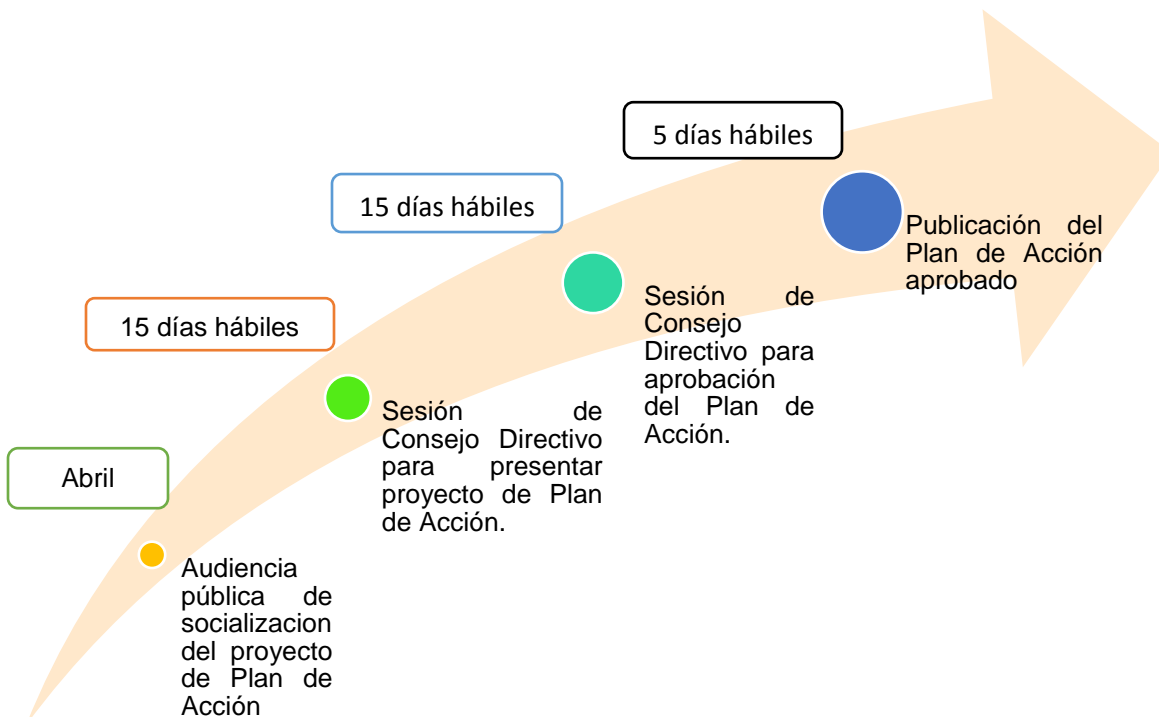 Abril
Audiencia
pública de
socializacion
del proyecto
de Plan de
Acción
15 días hábiles
Sesión de
Consejo Directivo
para presentar
proyecto de Plan
de Acción.
15 días hábiles
Sesión de
Consejo
Directivo para
aprobación
del Plan de
Acción.
5 días hábiles
Publicación del
Plan de Acción
aprobado